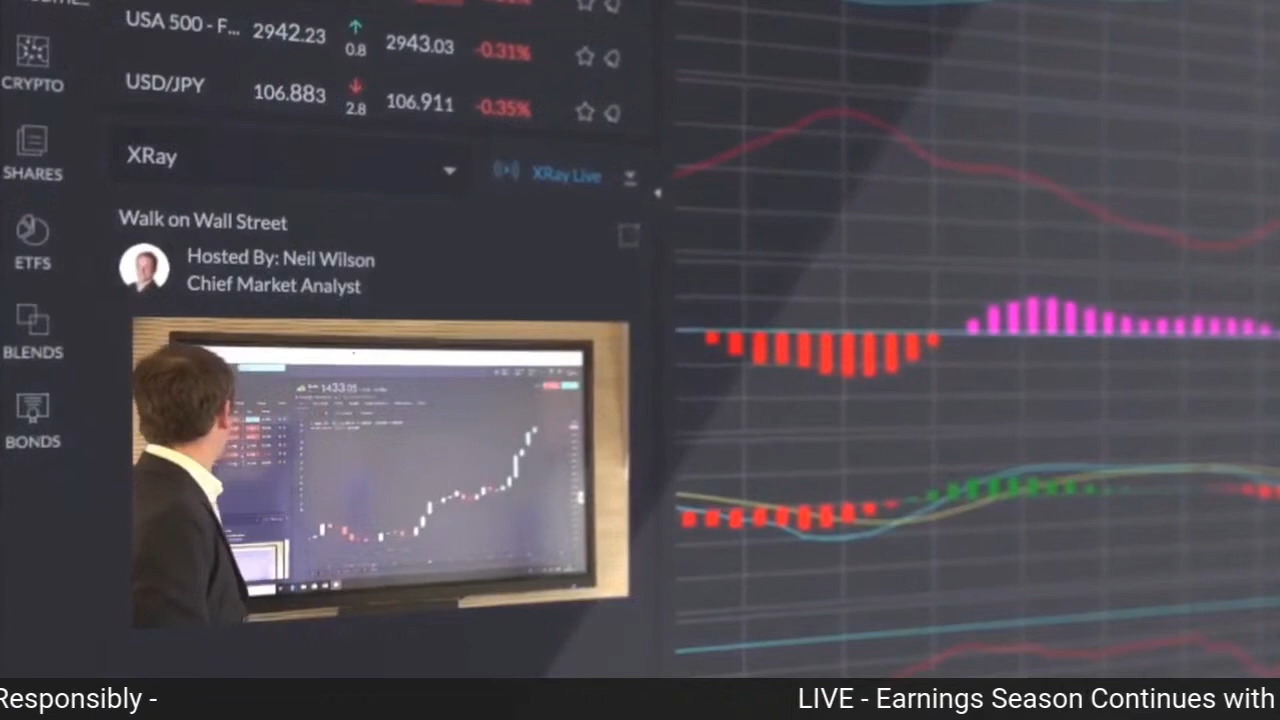 USA 500 - F... 2942.23 0.8 2943.03 -0.31%
CRYPTO
USD/JPY 106.883 2.8 106.911 -0.35%
SHARES
XRay XRay Live
Walk on Wall Street
ETFS
Hosted By: Neil Wilson
Chief Market Analyst
BLENDS
1433.05
BONDS
Responsibly - LIVE - Earnings Season Continues with